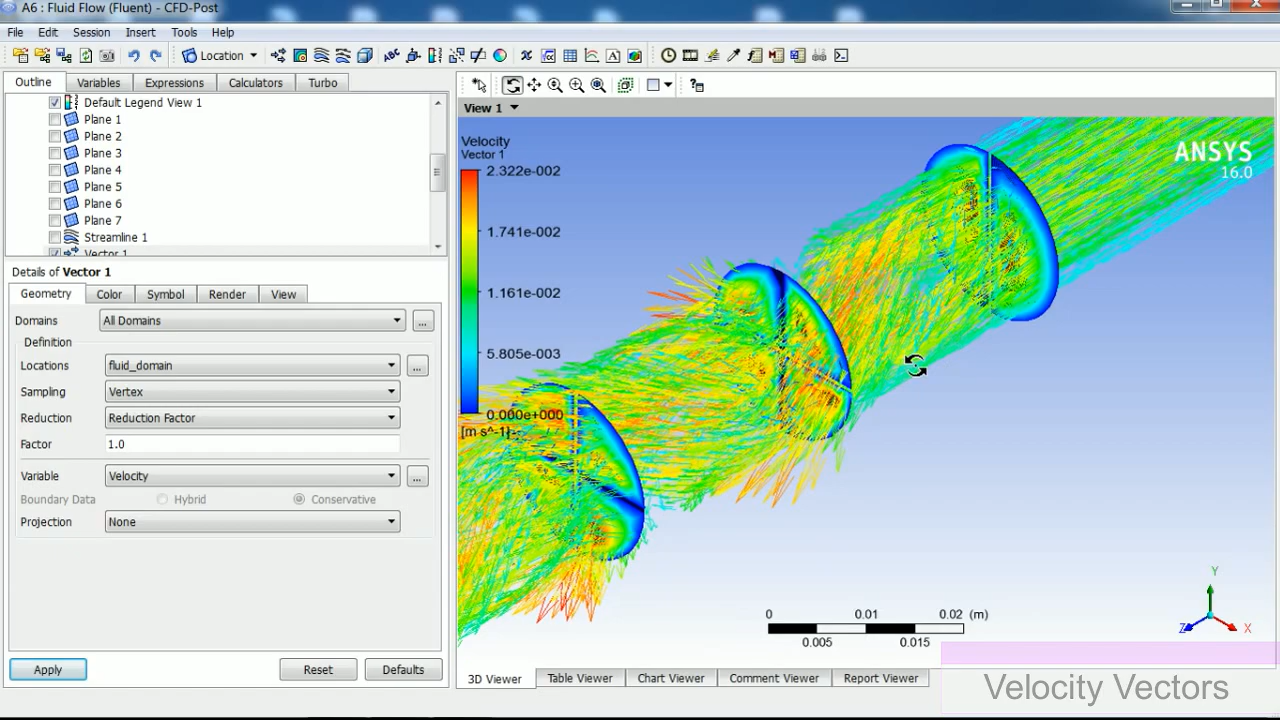 A6 : Fluid Flow (Fluent) - CFD-Post
File Edit Session Insert Tools Help
Location
Outline Variables Expressions Calculators Turbo
Default Legend View 1
Plane 1
Plane 2
Plane 3
Plane 4
Plane 5
Plane 6
Plane 7
Streamline 1
Vector 1
Details of Vector 1
Geometry Color Symbol Render View
Domains All Domains ...
Definition
Locations fluid_domain ...
Sampling Vertex
Reduction Reduction Factor
Factor 1.0
Variable Velocity ...
Boundary Data Hybrid Conservative
Projection None
Apply Reset Defaults
View 1
Velocity
Vector 1
2.322e-002
1.741e-002
1.161e-002
5.805e-003
0.000e+000
[m s^-1]
ANSYS
16.0
0 0.01 0.02 (m)
0.005 0.015
Y
Z X
3D Viewer Table Viewer Chart Viewer Comment Viewer Report Viewer
Velocity Vectors